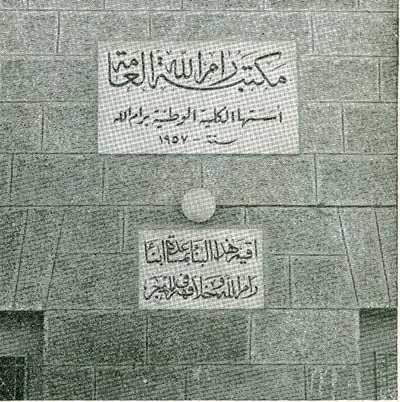 مكتبة رام الله العامة
أسستها الكلية الوطنية برام الله
سنة ١٩٥٧
اقيم هذا البناء بمساعدة ابناء
رام الله في المهجر